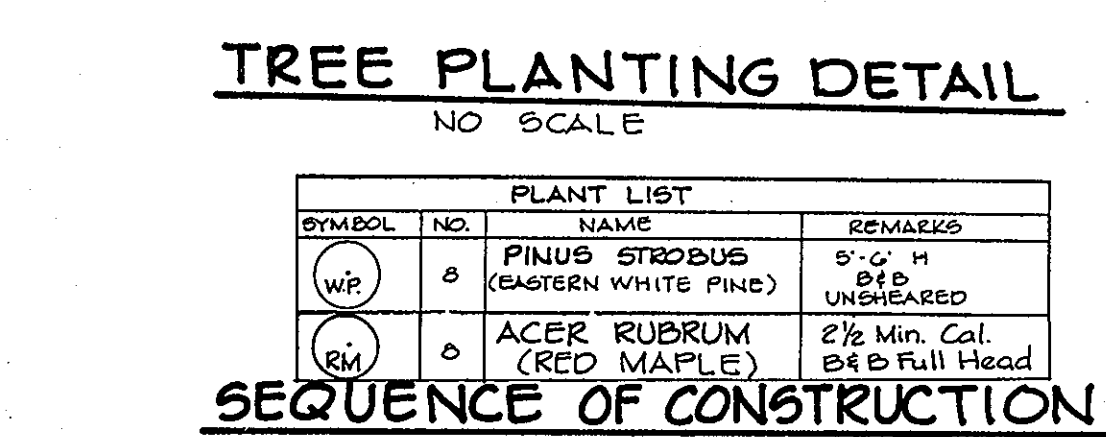 TREE PLANTING DETAIL
NO SCALE
PLANT LIST
SYMBOL NO. NAME REMARKS
W.P. 8 PINUS STROBUS 5'-6' H
(EASTERN WHITE PINE) B&B
UNSHEARED
RM 8 ACER RUBRUM 2½ Min. Cal.
(RED MAPLE) B&B Full Head
SEQUENCE OF CONSTRUCTION